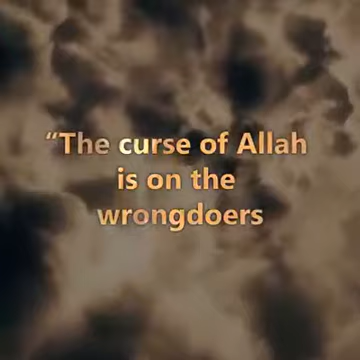 “The curse of Allah
is on the
wrongdoers